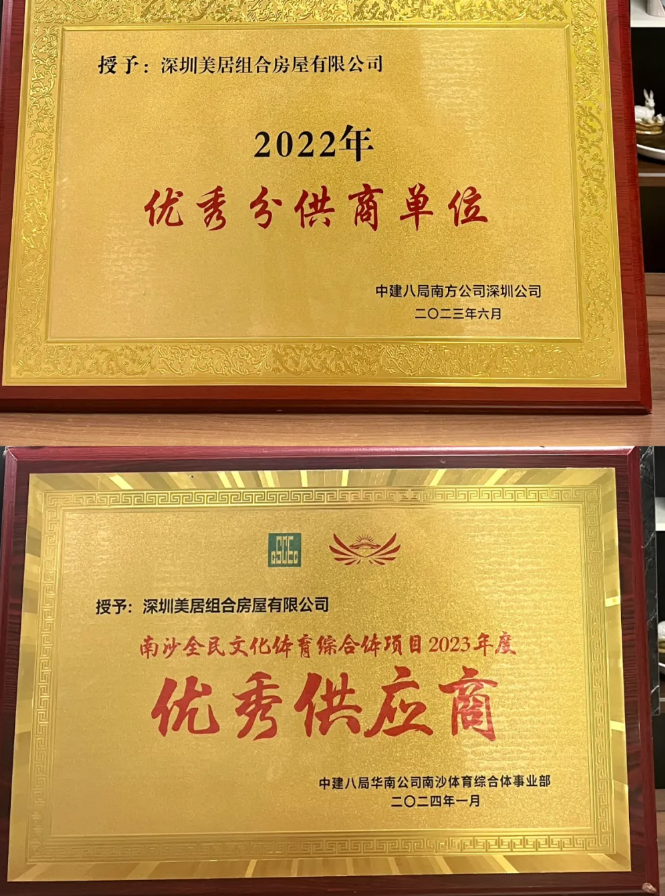 授予：深圳美居组合房屋有限公司
2022年
优秀分供商单位
中建八局南方公司深圳公司
二〇二三年六月
CSCEC
授予：深圳美居组合房屋有限公司
南沙全民文化体育综合体项目2023年度
优秀供应商
中建八局华南公司南沙体育综合体事业部
二〇二四年一月